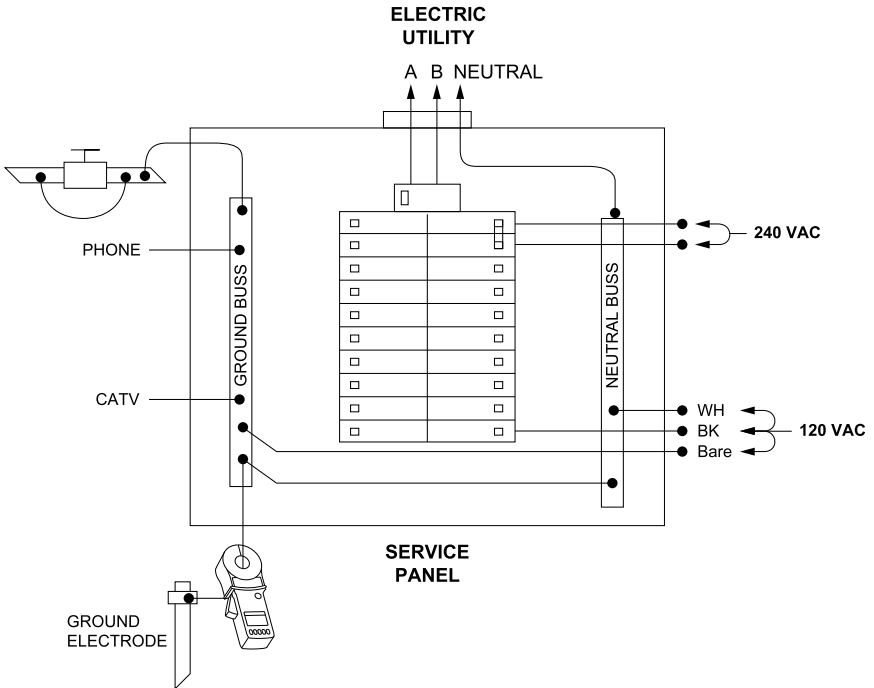 ELECTRIC
UTILITY
A B NEUTRAL
PHONE
GROUND BUSS
CATV
NEUTRAL BUSS
240 VAC
WH
BK
Bare
120 VAC
SERVICE
PANEL
GROUND
ELECTRODE